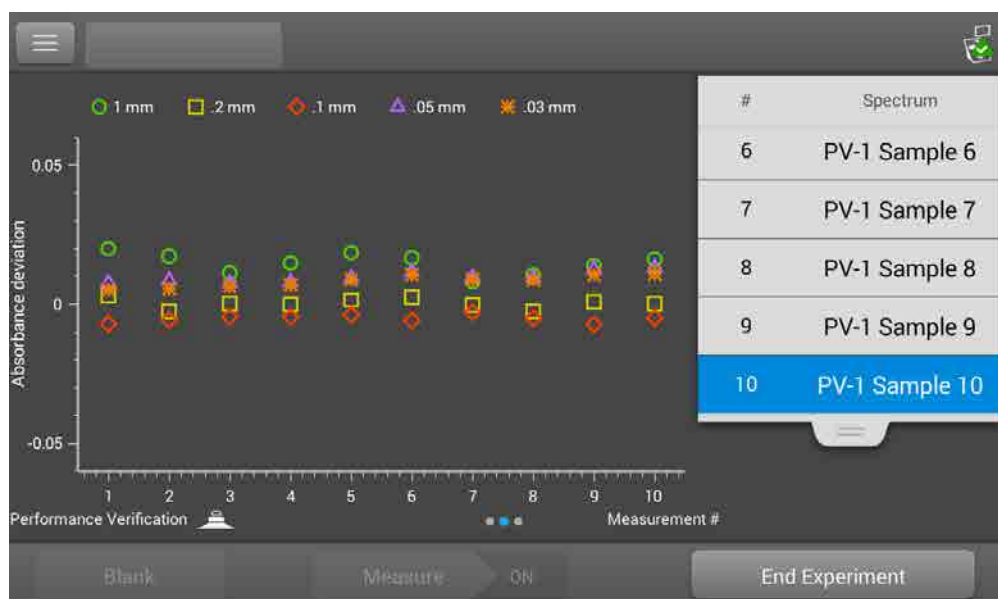 1 mm .2 mm .1 mm .05 mm .03 mm
# Spectrum
6 PV-1 Sample 6
7 PV-1 Sample 7
8 PV-1 Sample 8
9 PV-1 Sample 9
10 PV-1 Sample 10
Absorbance deviation
0.05
0
-0.05
1 2 3 4 5 6 7 8 9 10
Performance Verification Measurement #
Blank Measure ON End Experiment